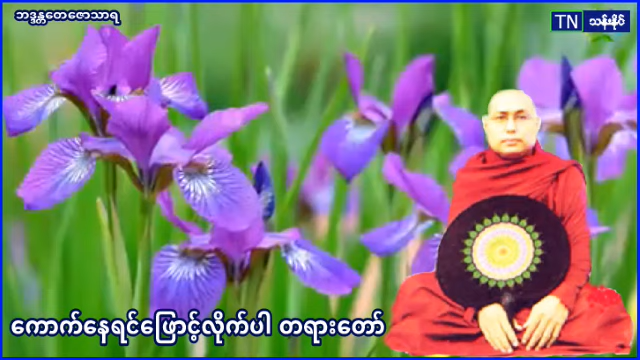 ဘဒ္ဒန္တတေဇောသာရ
TN သန်းနိုင်
ကောက်နေရင်ဖြောင့်လိုက်ပါ တရားတော်